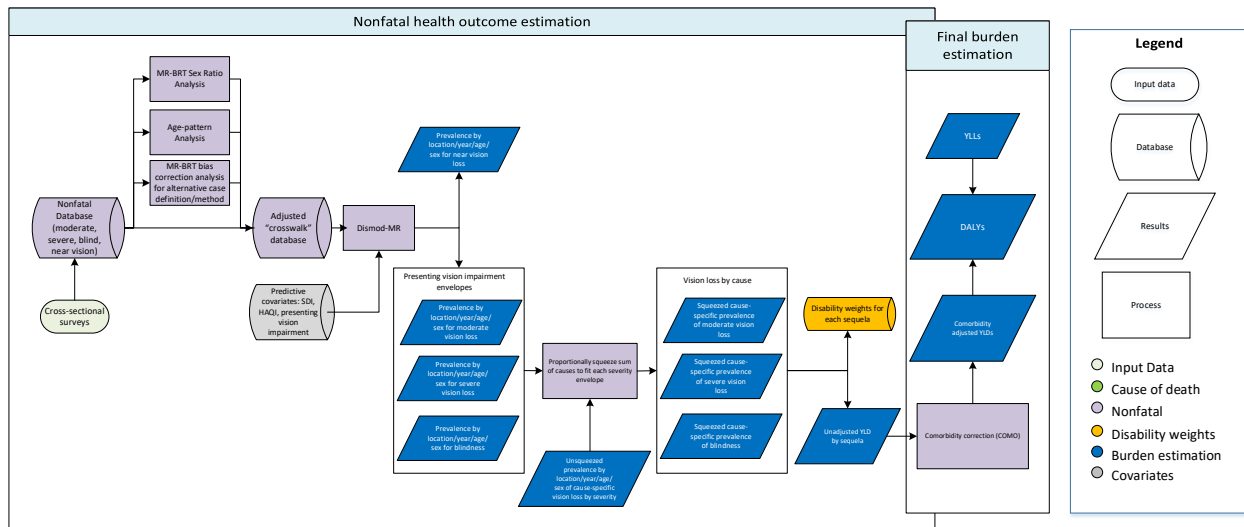 Nonfatal health outcome estimation
Final burden
estimation
MR-BRT Sex Ratio
Analysis
Age-pattern
Analysis
MR-BRT bias
correction analysis
for alternative case
definition/method
Nonfatal
Database
(moderate,
severe, blind,
near vision)
Cross-sectional
surveys
Adjusted
"crosswalk"
database
Dismod-MR
Predictive
covariates: SDI,
HAQI, presenting
vision
impairment
Prevalence by
location/year/age/
sex for near vision
loss
Presenting vision impairment
envelopes
Prevalence by
location/year/age/
sex for moderate
vision loss
Prevalence by
location/year/age/
sex for severe
vision loss
Prevalence by
location/year/age/
sex for blindness
Proportionally squeeze sum
of causes to fit each severity
envelope
Unsqueezed
prevalence by
location/year/age/
sex of cause-specific
vision loss by severity
Vision loss by cause
Squeezed cause-
specific prevalence
of moderate vision
loss
Squeezed cause-
specific prevalence
of severe vision
loss
Squeezed cause-
specific prevalence
of blindness
Disability weights for
each sequela
Unadjusted YLD
by sequela
YLLs
DALYs
Comorbidity
adjusted YLDs
Comorbidity correction (COMO)
Legend
Input data
Database
Results
Process
Input Data
Cause of death
Nonfatal
Disability weights
Burden estimation
Covariates